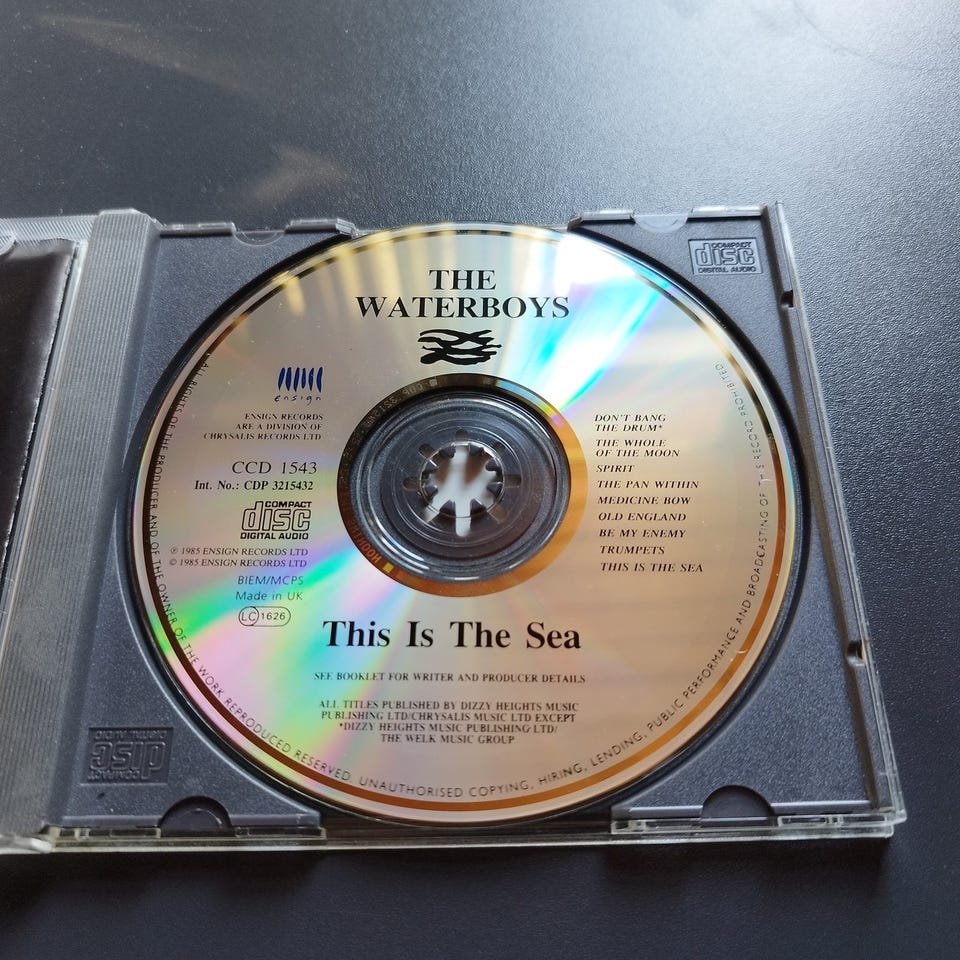 THE
WATERBOYS
ensign
ENSIGN RECORDS
ARE A DIVISION OF
CHRYSALIS RECORDS LTD
CCD 1543
Int. No.: CDP 3215432
COMPACT
disc
DIGITAL AUDIO
℗ 1985 ENSIGN RECORDS LTD
© 1985 ENSIGN RECORDS LTD
BIEM/MCPS
Made in UK
LC 1626
DON'T BANG
THE DRUM*
THE WHOLE
OF THE MOON
SPIRIT
THE PAN WITHIN
MEDICINE BOW
OLD ENGLAND
BE MY ENEMY
TRUMPETS
THIS IS THE SEA
This Is The Sea
SEE BOOKLET FOR WRITER AND PRODUCER DETAILS
ALL TITLES PUBLISHED BY DIZZY HEIGHTS MUSIC
PUBLISHING LTD/CHRYSALIS MUSIC LTD EXCEPT
*DIZZY HEIGHTS MUSIC PUBLISHING LTD/
THE WELK MUSIC GROUP
ALL RIGHTS OF THE PRODUCER AND OF THE OWNER OF THE WORK REPRODUCED RESERVED. UNAUTHORISED COPYING, HIRING, LENDING, PUBLIC PERFORMANCE AND BROADCASTING OF THIS RECORD PROHIBITED
COMPACT
disc
DIGITAL AUDIO
COMPACT
disc
DIGITAL AUDIO